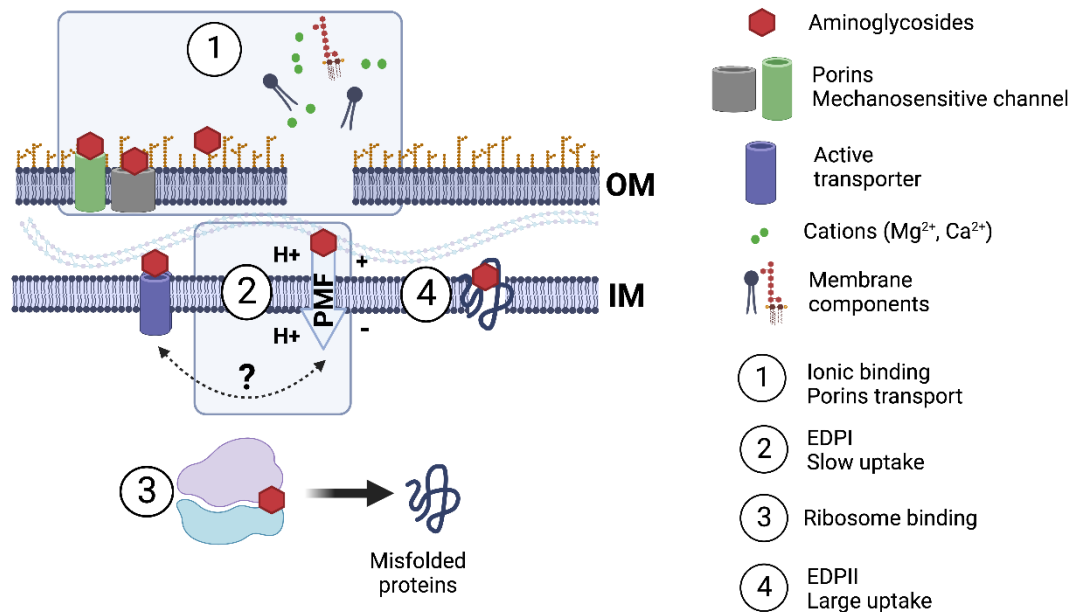 1
OM
H+
+
2
PMF
4
IM
H+
-
?
3
Misfolded
proteins
Aminoglycosides
Porins
Mechanosensitive channel
Active
transporter
Cations (Mg²⁺, Ca²⁺)
Membrane
components
1
Ionic binding
Porins transport
2
EDPI
Slow uptake
3
Ribosome binding
4
EDPII
Large uptake